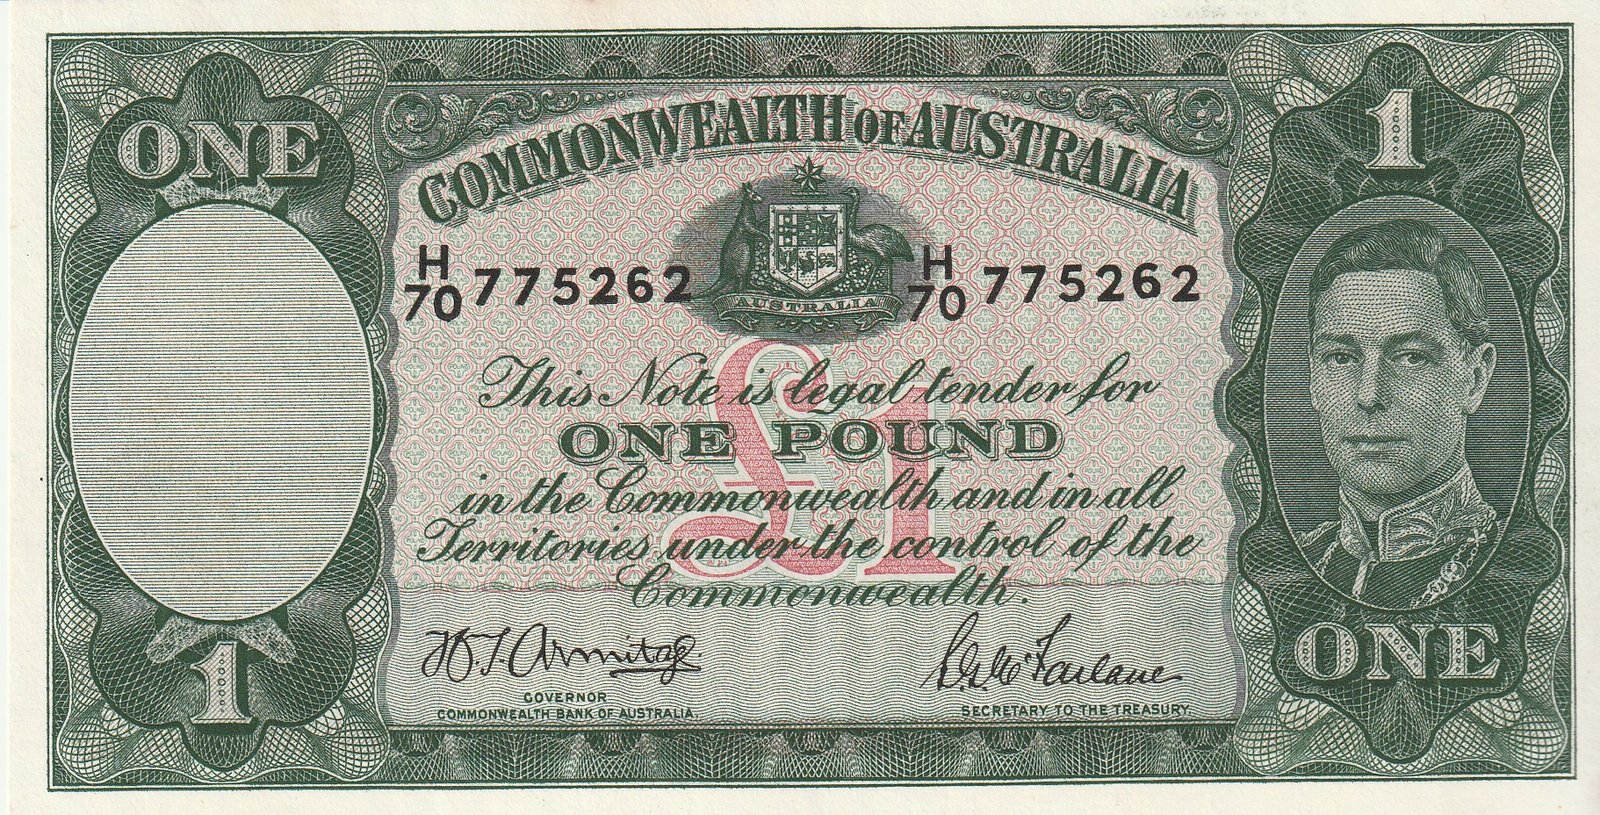 ONE
1
COMMONWEALTH OF AUSTRALIA
H
70 775262
AUSTRALIA
H
70 775262
£1
This Note is legal tender for
ONE POUND
in the Commonwealth and in all
Territories under the control of the
Commonwealth.
H.T. Armitage
GOVERNOR
COMMONWEALTH BANK OF AUSTRALIA.
S.G. McFarlane
SECRETARY TO THE TREASURY.
1
ONE